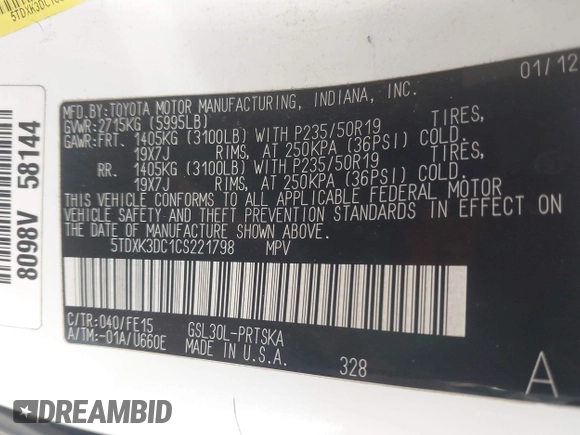 5TDXK3DC1CS
01/12
MFD.BY:TOYOTA MOTOR MANUFACTURING, INDIANA, INC.
GVWR:2715KG (5995LB)
GAWR:FRT. 1405KG (3100LB) WITH P235/50R19 TIRES,
19X7J RIMS, AT 250KPA (36PSI) COLD.
RR. 1405KG (3100LB) WITH P235/50R19 TIRES,
19X7J RIMS, AT 250KPA (36PSI) COLD.
THIS VEHICLE CONFORMS TO ALL APPLICABLE FEDERAL MOTOR
VEHICLE SAFETY AND THEFT PREVENTION STANDARDS IN EFFECT ON
THE DATE OF MANUFACTURE SHOWN ABOVE.
5TDXK3DC1CS221798 MPV
C/TR:040/FE15 GSL30L-PRTSKA
A/TM:-01A/U660E MADE IN U.S.A. 328
A
8098V 58144
DREAMBID